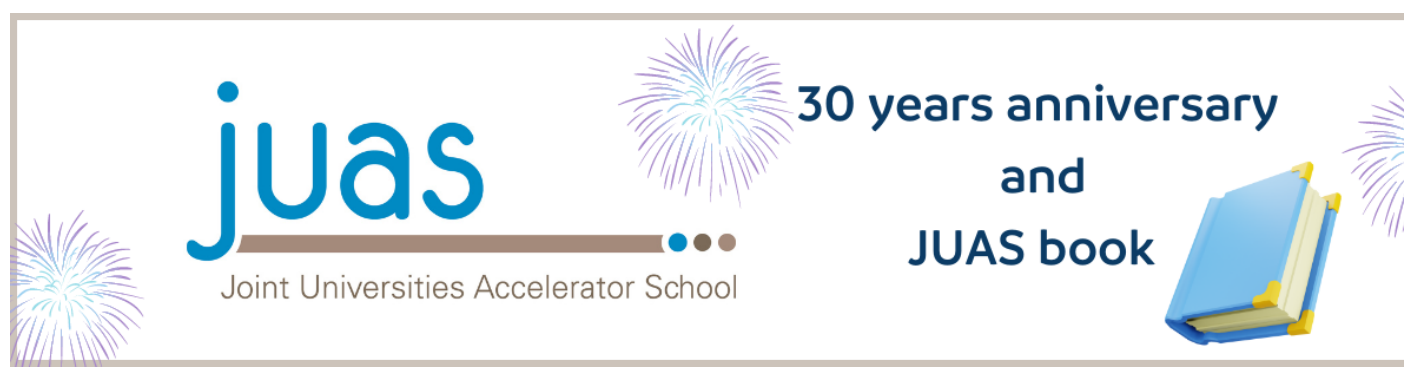 juas
Joint Universities Accelerator School
30 years anniversary
and
JUAS book